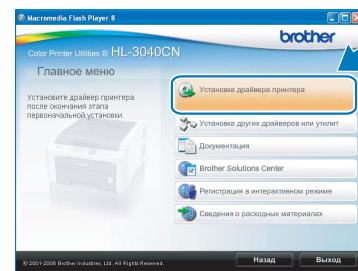 Macromedia Flash Player 8
brother
Color Printer Utilities © HL-3040CN
Главное меню
Установите драйвер принтера
после окончания этапа
первоначальной установки.
Установка драйвера принтера
Установка других драйверов или утилит
Документация
Brother Solutions Center
Регистрация в интерактивном режиме
Сведения о расходных материалах
© 2001-2008 Brother Industries, Ltd. All Rights Reserved.
Назад
Выход